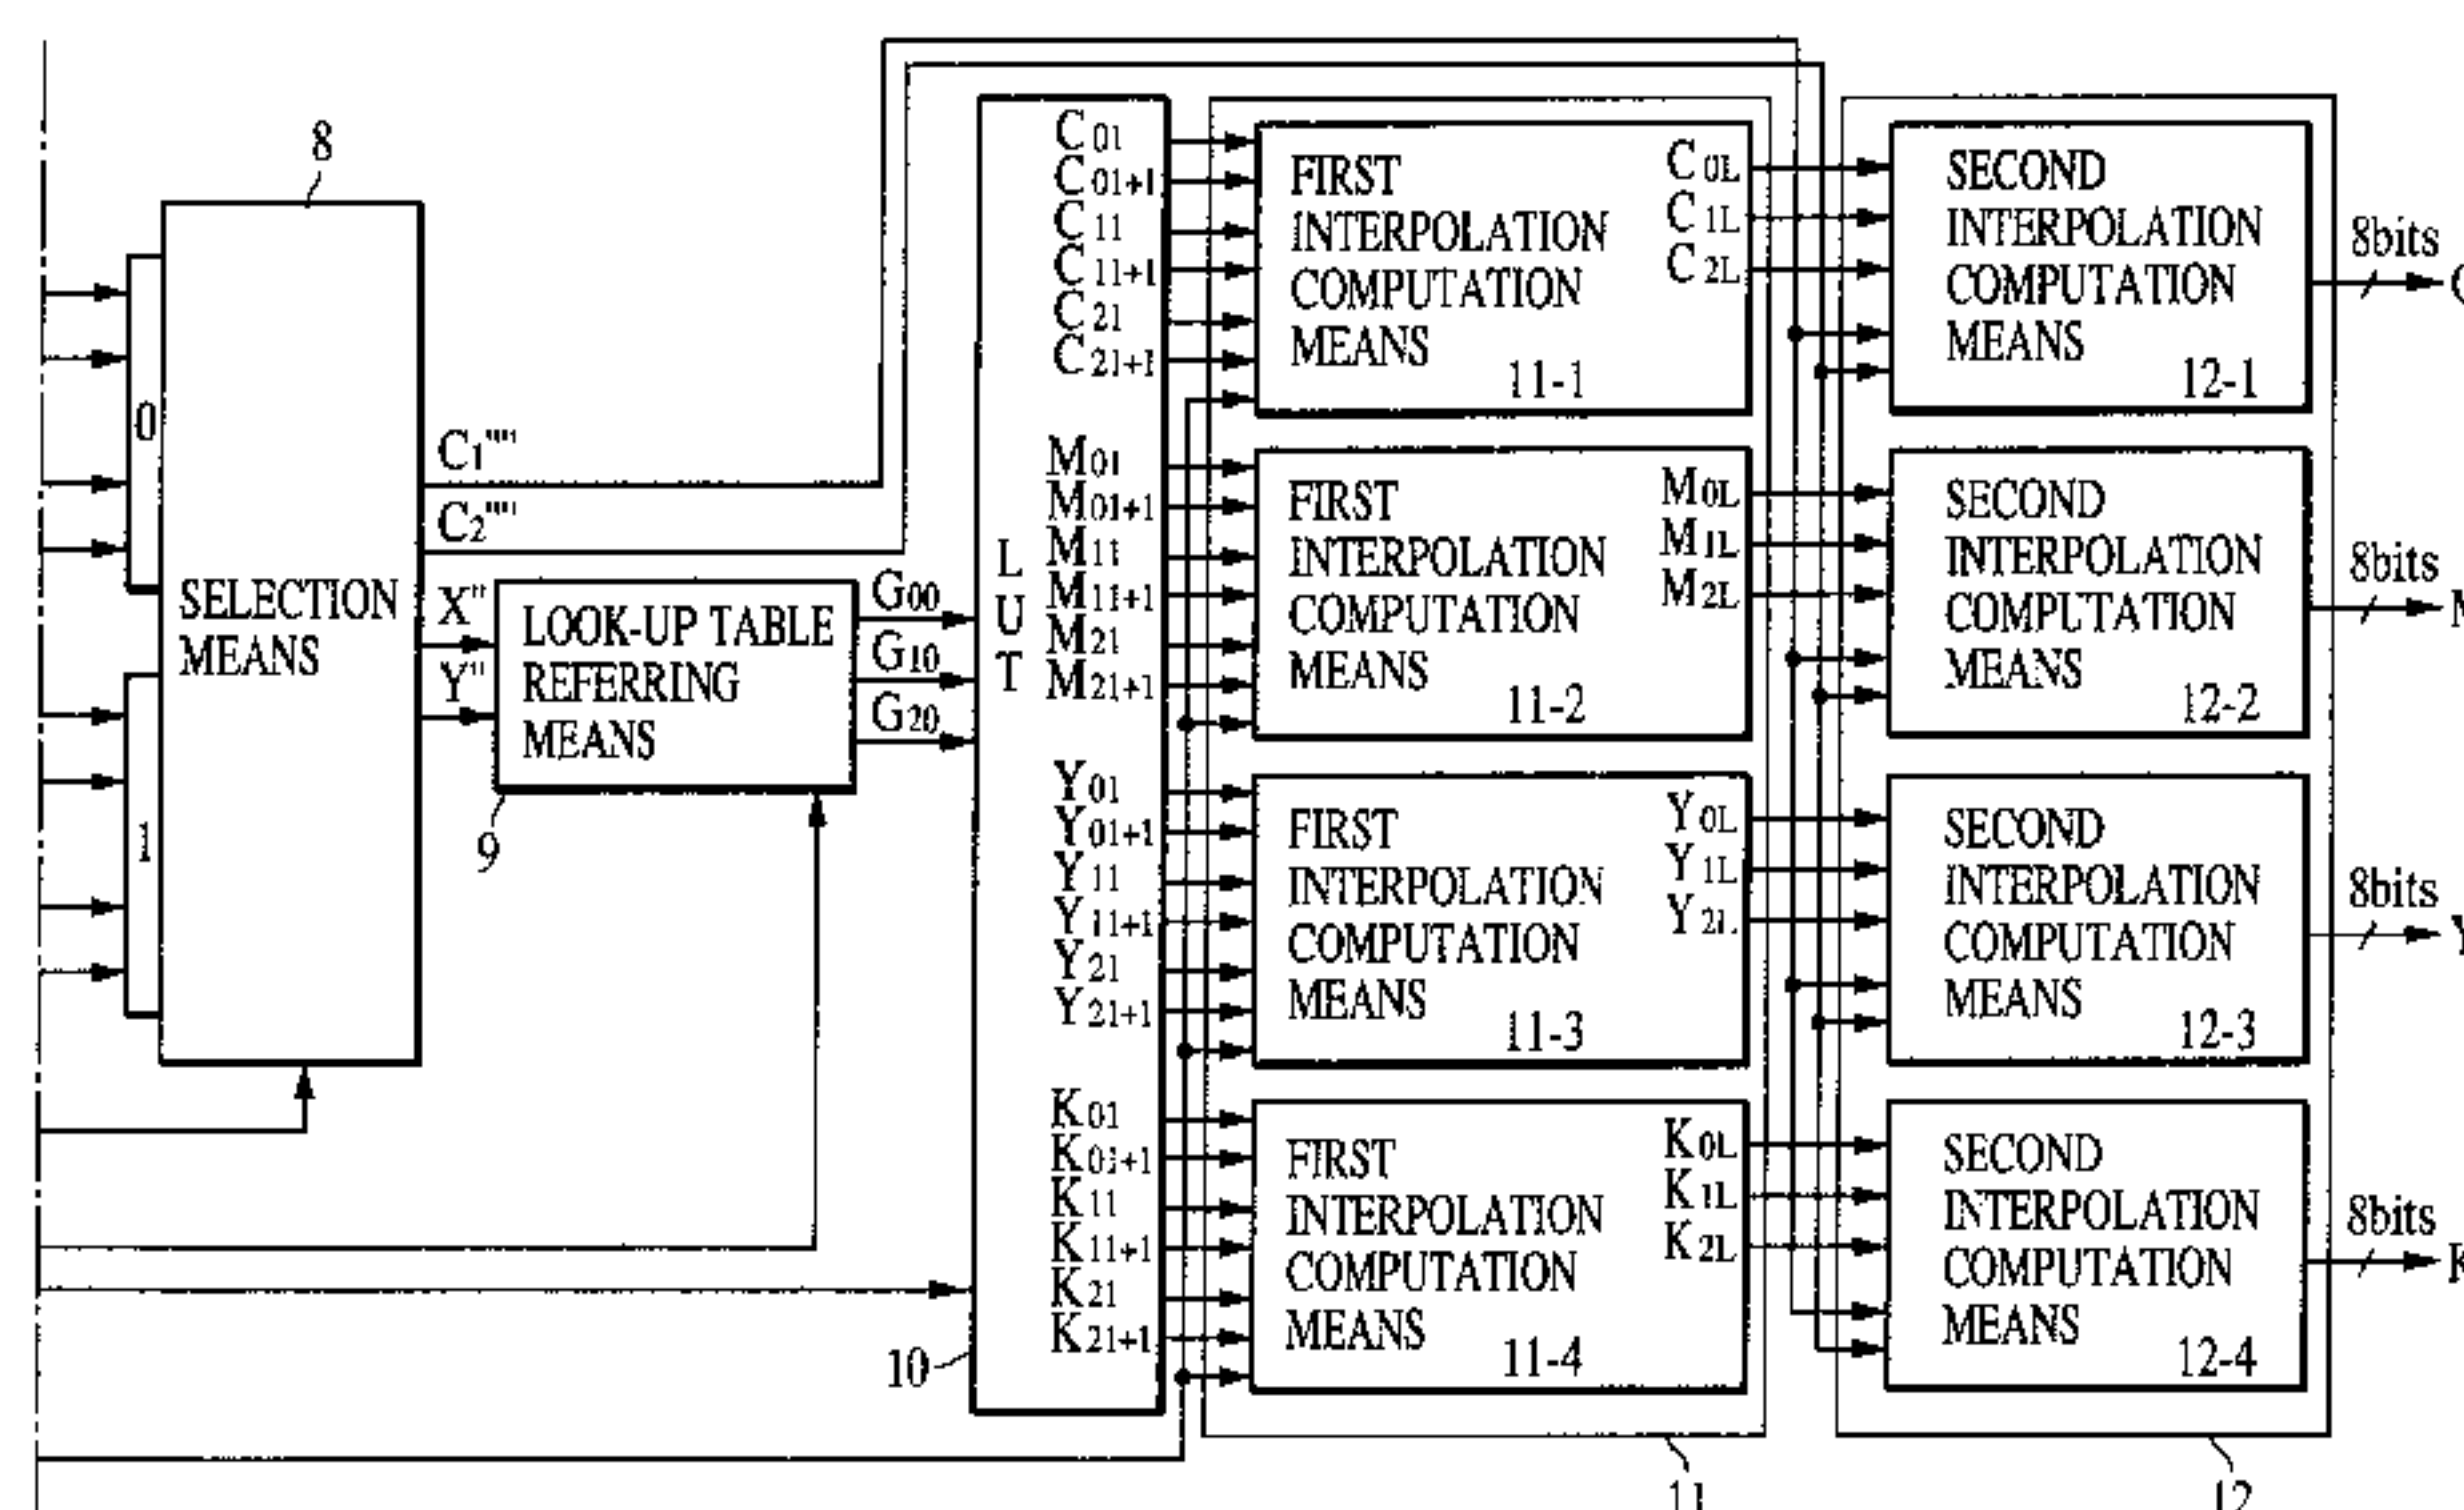 8
0
1
SELECTION
MEANS
C1""
C2""
X"
Y"
LOOK-UP TABLE
REFERRING
MEANS
9
G00
G10
G20
L
U
T
10
C01
C01+1
C11
C11+1
C21
C21+1
M01
M01+1
M11
M11+1
M21
M21+1
Y01
Y01+1
Y11
Y11+1
Y21
Y21+1
K01
K01+1
K11
K11+1
K21
K21+1
FIRST
INTERPOLATION
COMPUTATION
MEANS
11-1
C0L
C1L
C2L
FIRST
INTERPOLATION
COMPUTATION
MEANS
11-2
M0L
M1L
M2L
FIRST
INTERPOLATION
COMPUTATION
MEANS
11-3
Y0L
Y1L
Y2L
FIRST
INTERPOLATION
COMPUTATION
MEANS
11-4
K0L
K1L
K2L
11
SECOND
INTERPOLATION
COMPUTATION
MEANS
12-1
8bits
SECOND
INTERPOLATION
COMPUTATION
MEANS
12-2
8bits
SECOND
INTERPOLATION
COMPUTATION
MEANS
12-3
8bits
SECOND
INTERPOLATION
COMPUTATION
MEANS
12-4
8bits
12